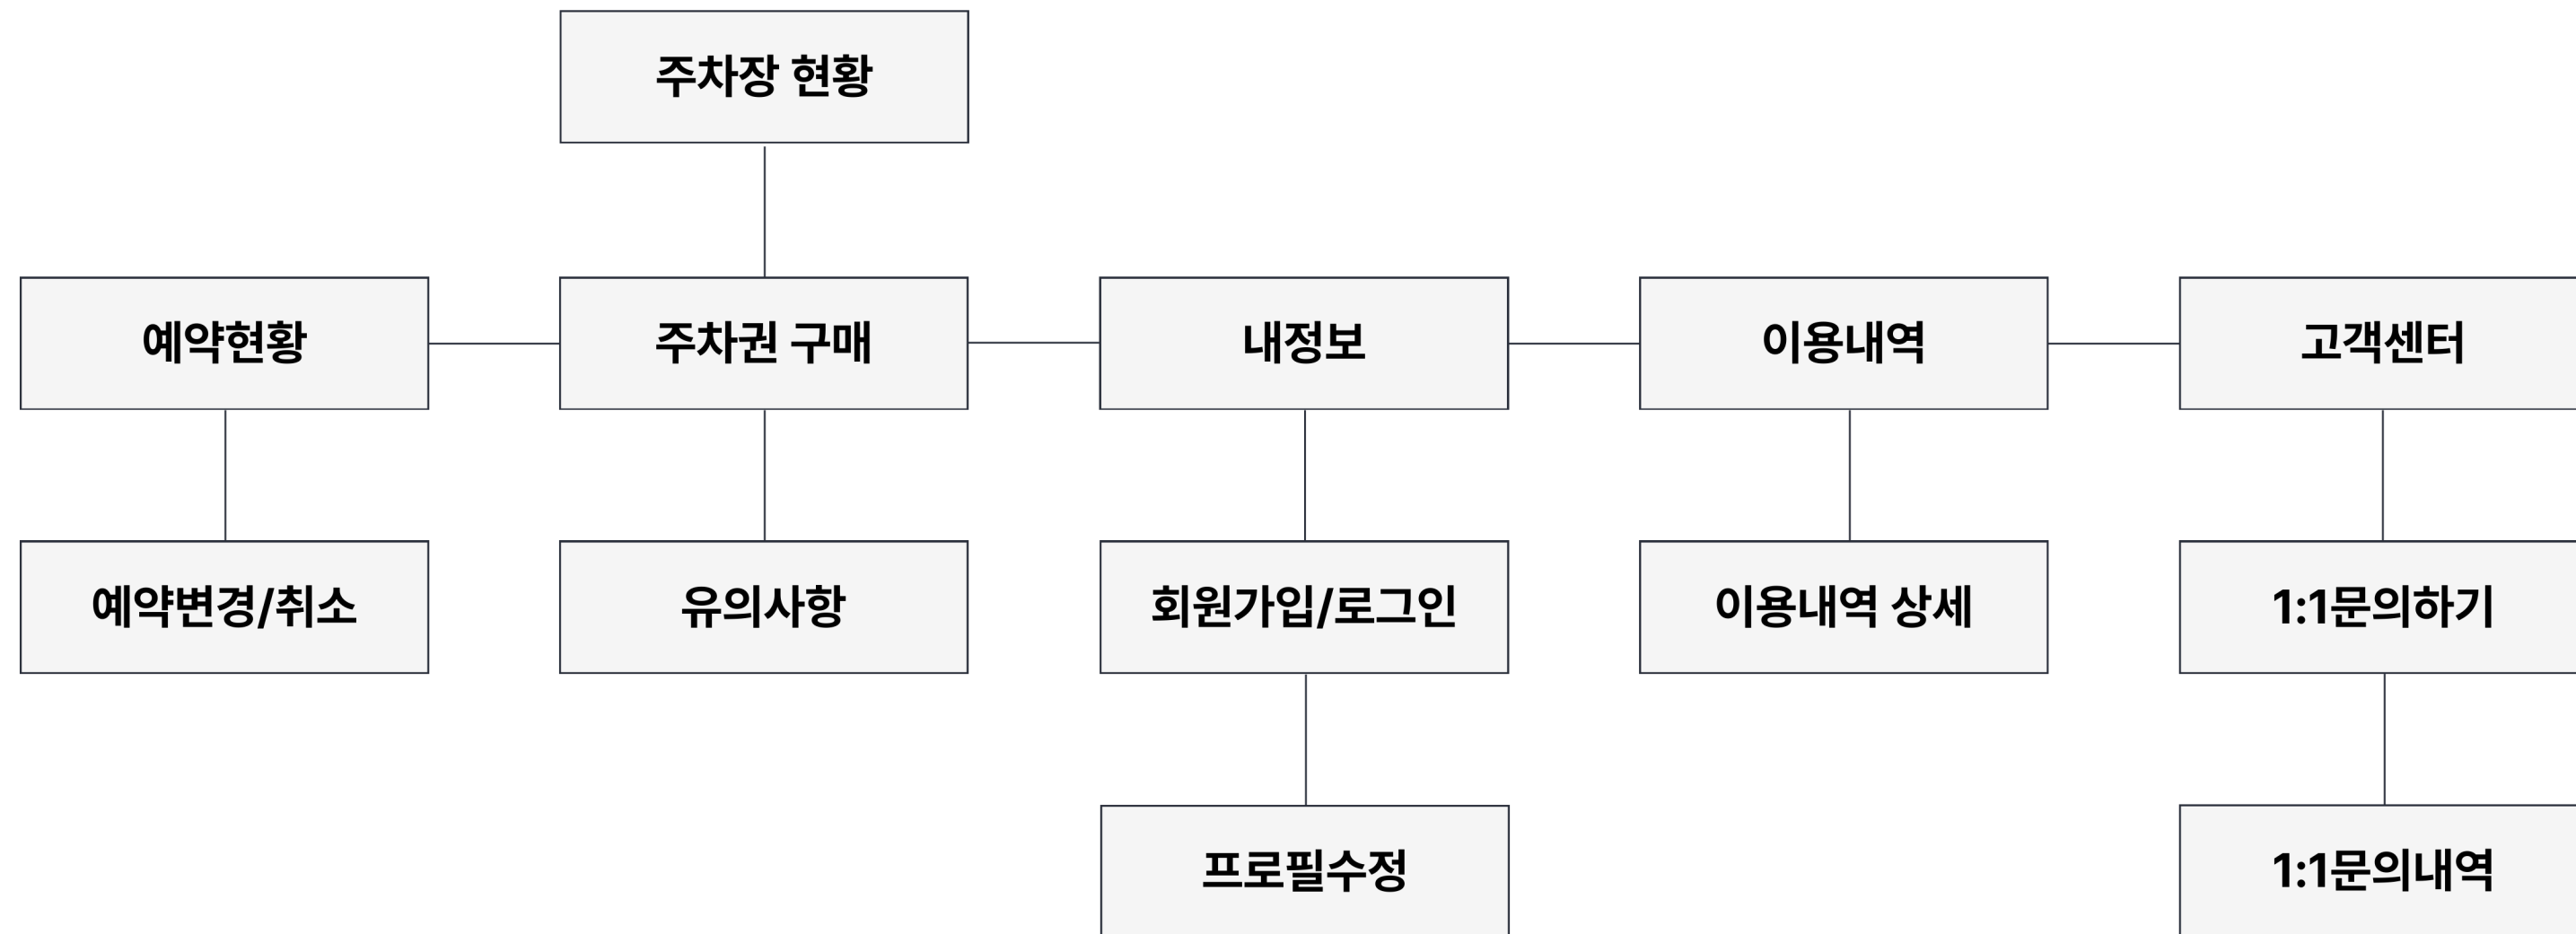 주차장 현황
예약현황
주차권 구매
내정보
이용내역
고객센터
예약변경/취소
유의사항
회원가입/로그인
이용내역 상세
1:1문의하기
프로필수정
1:1문의내역